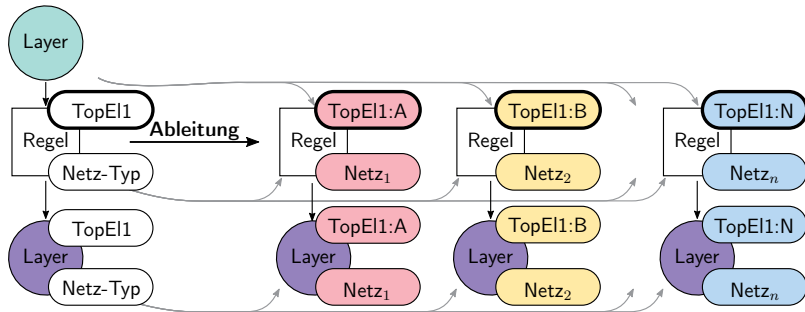 Layer
TopEl1
TopEl1:A
TopEl1:B
TopEl1:N
Regel
Ableitung
Regel
Regel
Regel
Netz-Typ
Netz₁
Netz₂
Netzₙ
TopEl1
TopEl1:A
TopEl1:B
TopEl1:N
Layer
Layer
Layer
Layer
Netz-Typ
Netz₁
Netz₂
Netzₙ